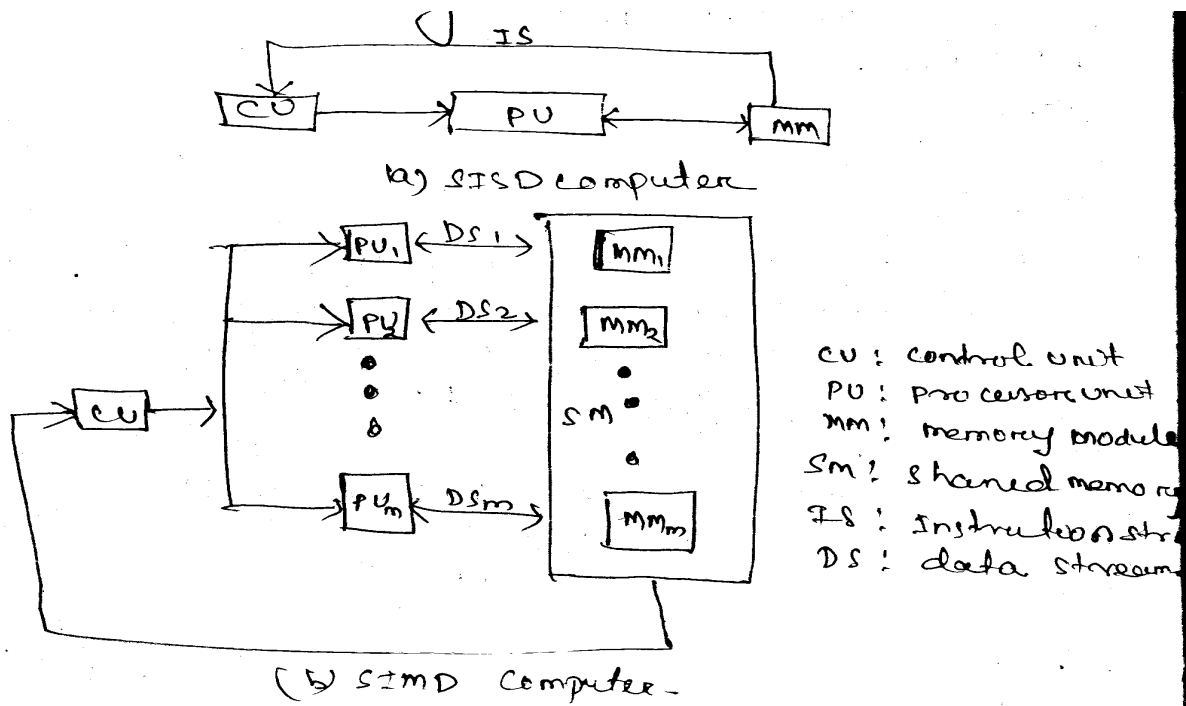 IS
CU PU MM
(a) SISD computer
PU1 DS1 MM1
PU2 DS2 MM2
CU SM
PUm DSm MMm
CU : control unit
PU : processor unit
MM : memory module
SM : shared memory
IS : Instruction str
DS : data stream
(b) SIMD computer